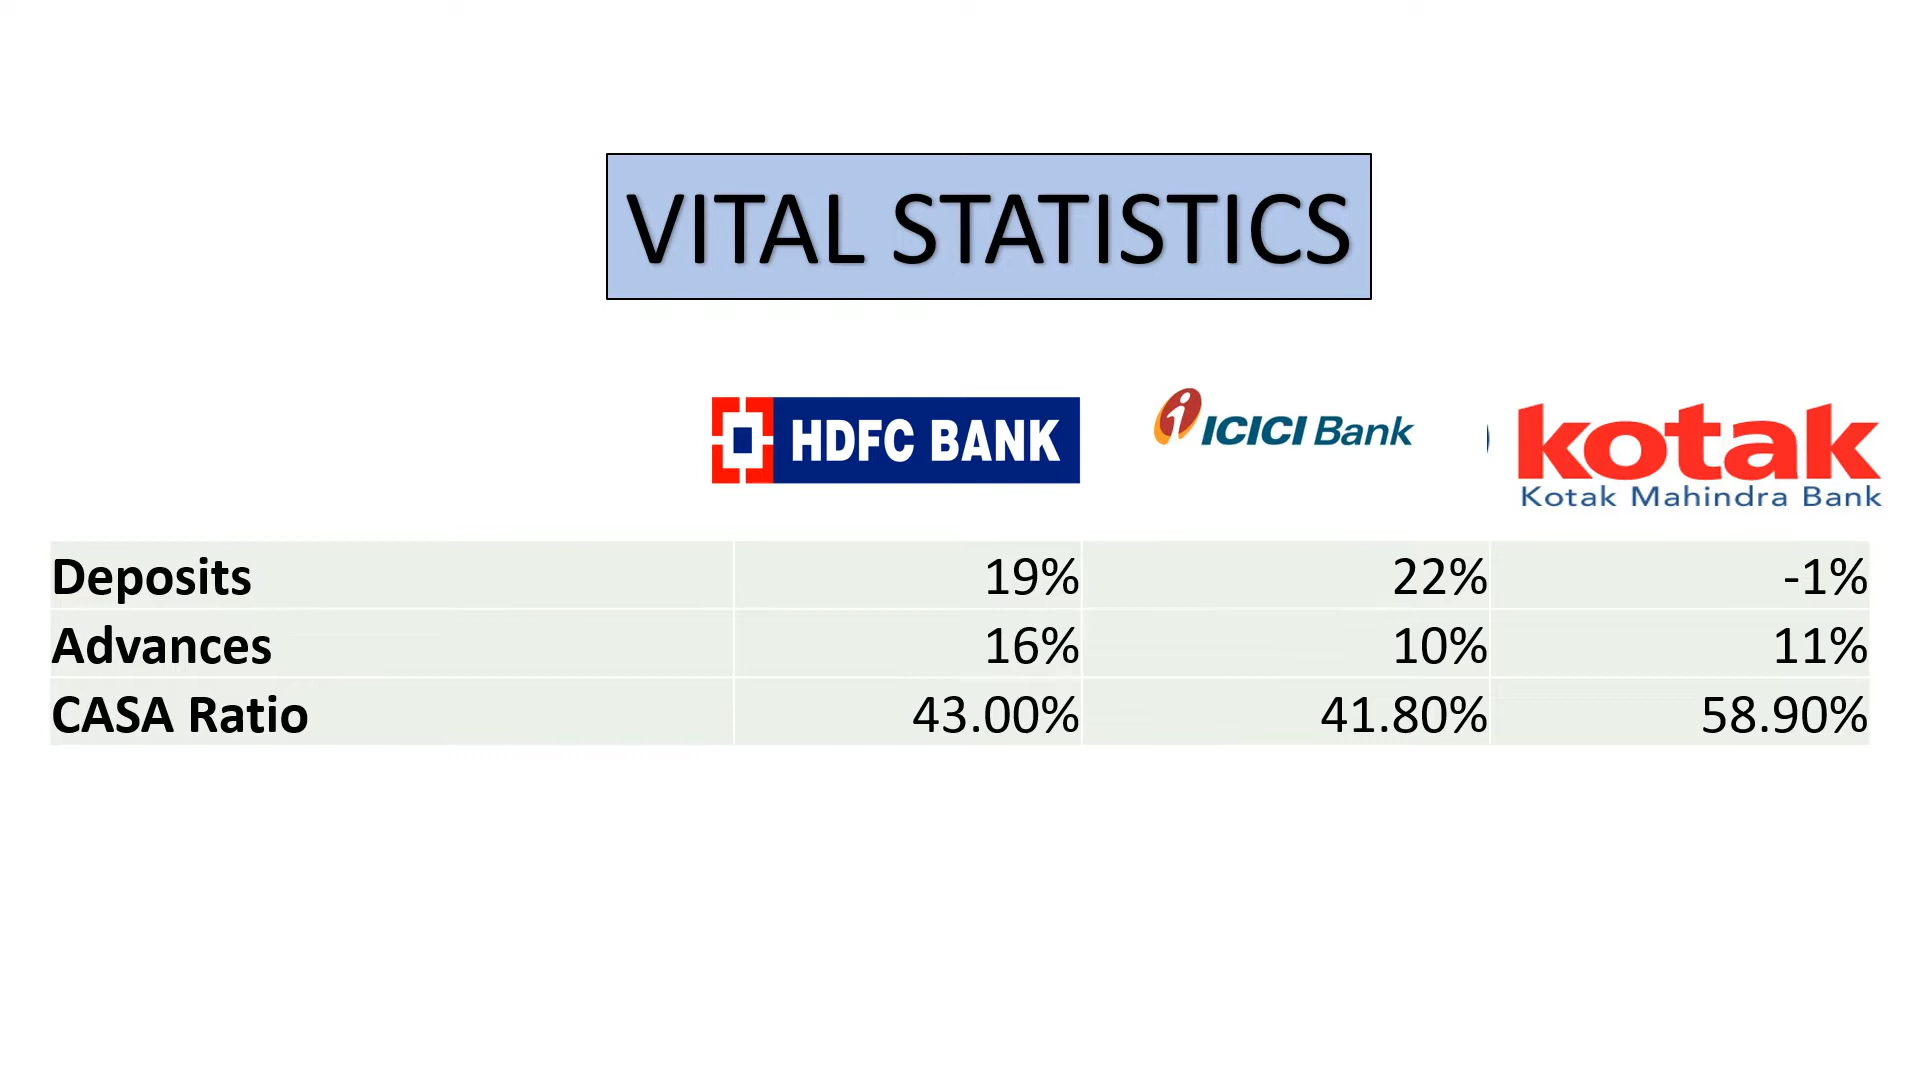 VITAL STATISTICS
HDFC BANK
i ICICI Bank
kotak
Kotak Mahindra Bank
Deposits 19% 22% -1%
Advances 16% 10% 11%
CASA Ratio 43.00% 41.80% 58.90%